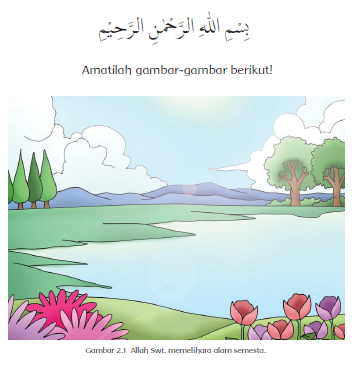 بِسْمِ اللّٰهِ الرَّحْمٰنِ الرَّحِيْمِ
Amatilah gambar-gambar berikut!
Gambar 2.1 Allah Swt. memelihara alam semesta.